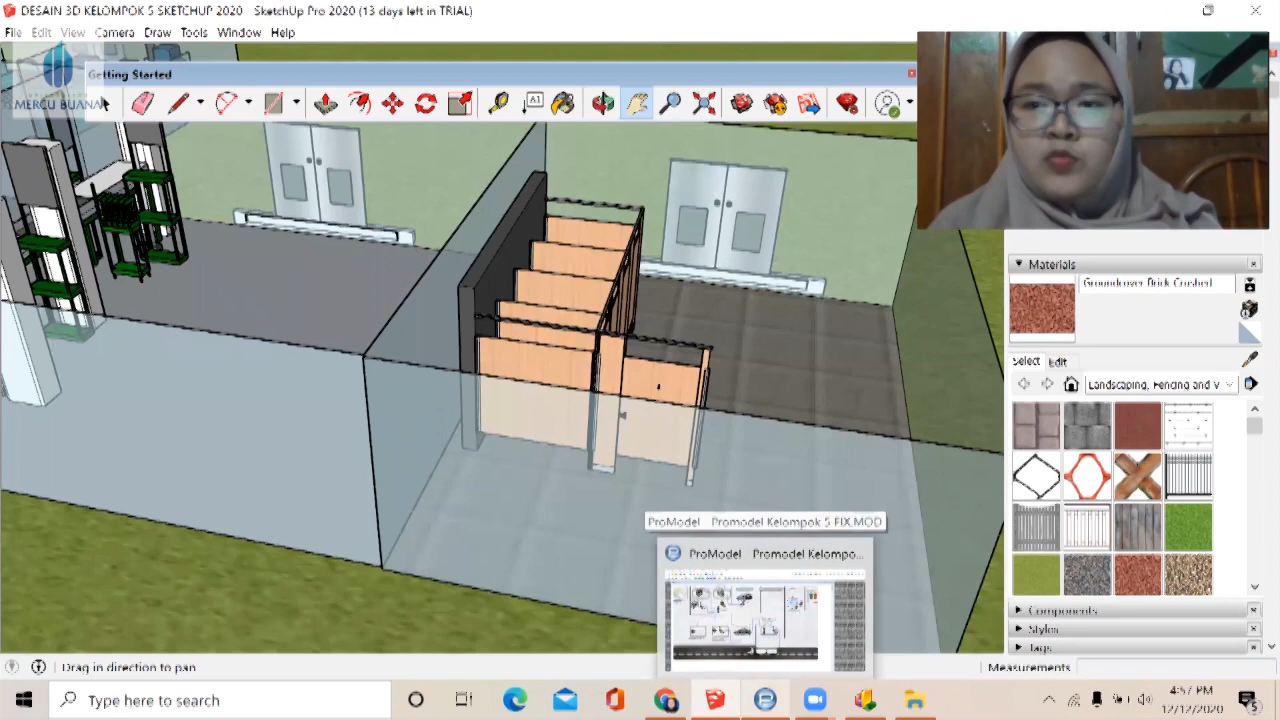 DESAIN 3D KELOMPOK 5 SKETCHUP 2020 - SketchUp Pro 2020 (13 days left in TRIAL)
File Edit View Camera Draw Tools Window Help
Getting Started
MERCU BUANA
A1
Materials
Groundcover Brick Crushed
Select Edit
Landscaping, Fencing and V
ProModel Promodel Kelompok 5 FIX.MOD
ProModel Promodel Kelompo...
Components
Styles
Tags
Drag in direction to pan
Measurements
Type here to search
4:57 PM
12/12/2020
5